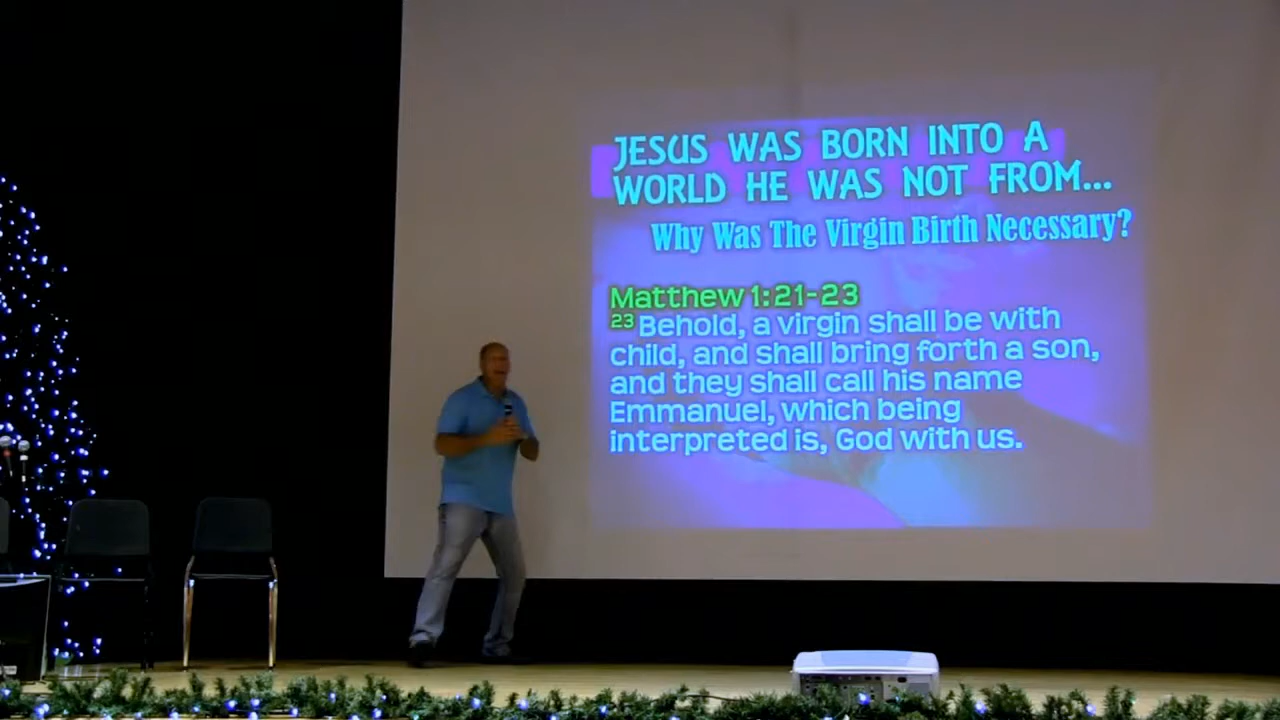 JESUS WAS BORN INTO A
WORLD HE WAS NOT FROM...
Why Was The Virgin Birth Necessary?
Matthew 1:21-23
23 Behold, a virgin shall be with
child, and shall bring forth a son,
and they shall call his name
Emmanuel, which being
interpreted is, God with us.